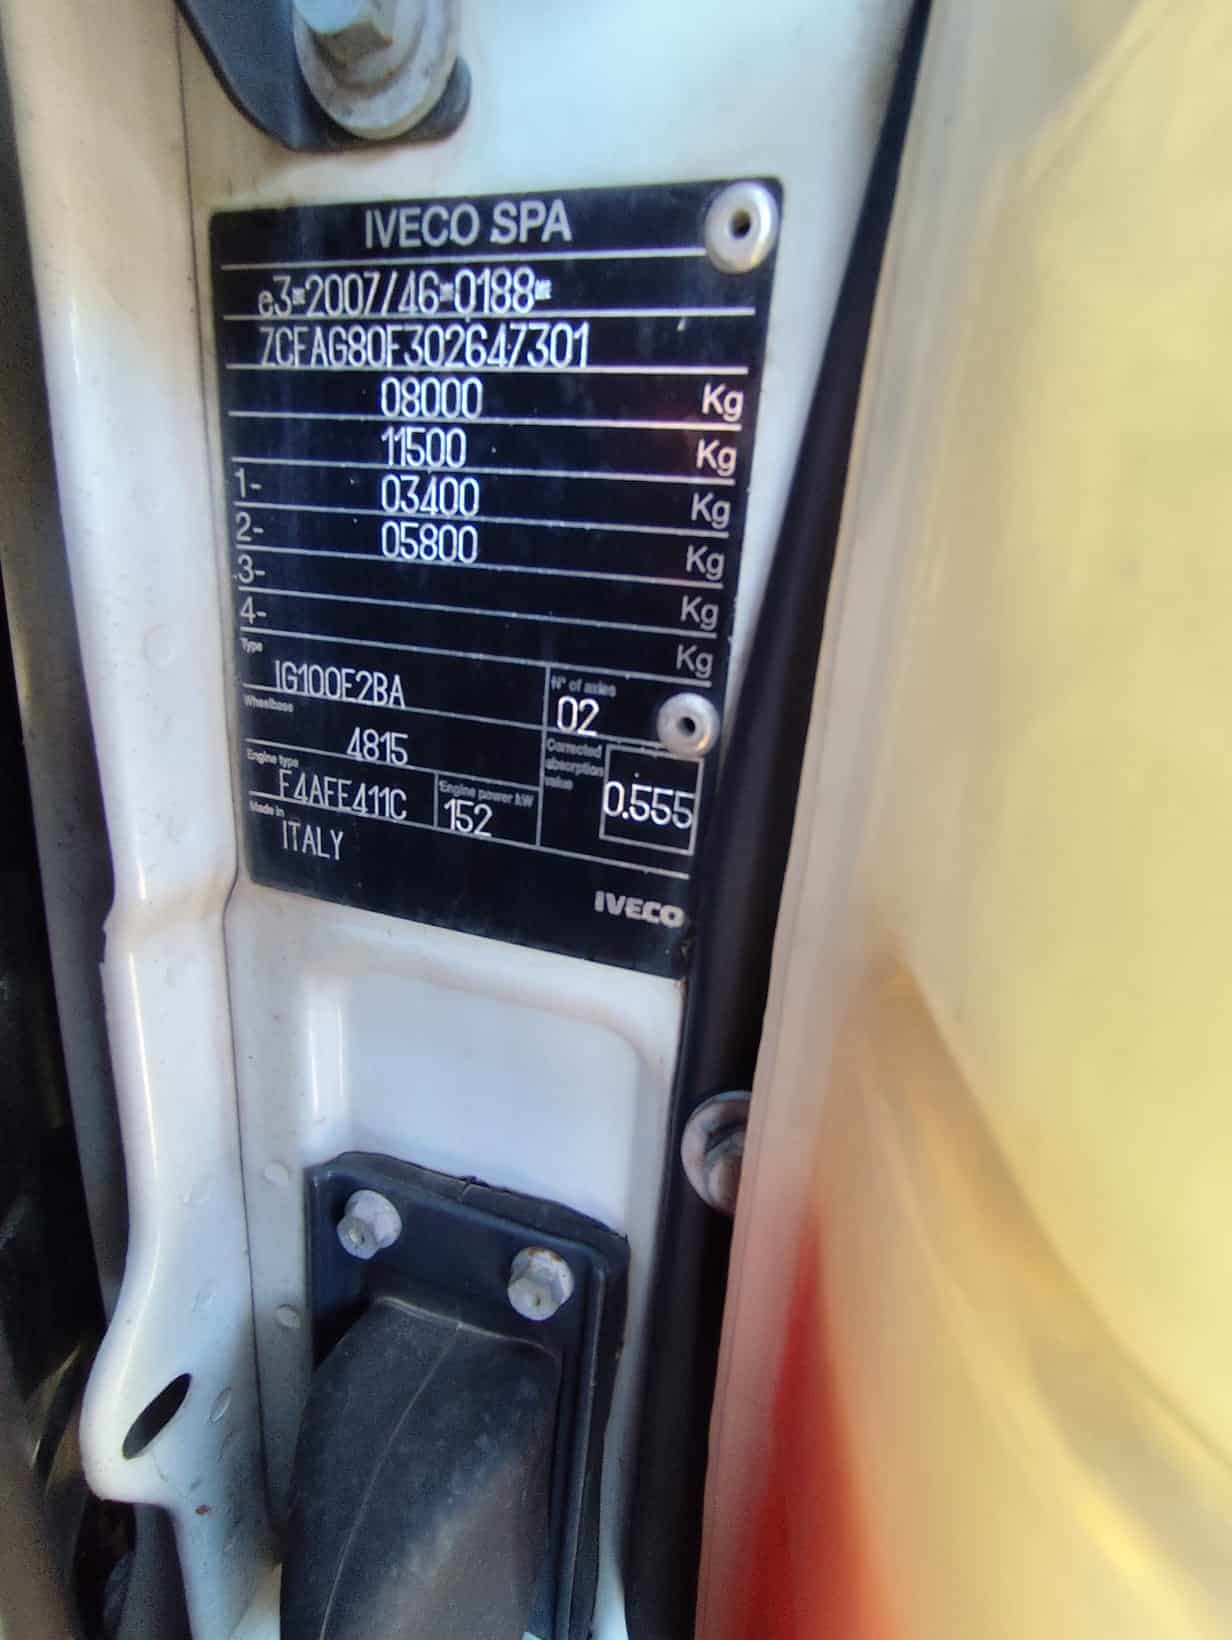 IVECO SPA
e3*2007/46*0188*
ZCFAG80F302647301
08000 Kg
11500 Kg
1- 03400 Kg
2- 05800 Kg
3- Kg
4- Kg
Type
IG100E2BA
N° of axles
02
Wheelbase
4815
Corrected
absorption
value
0.555
Engine type
F4AFE411C
Engine power kW
152
Made in
ITALY
IVECO